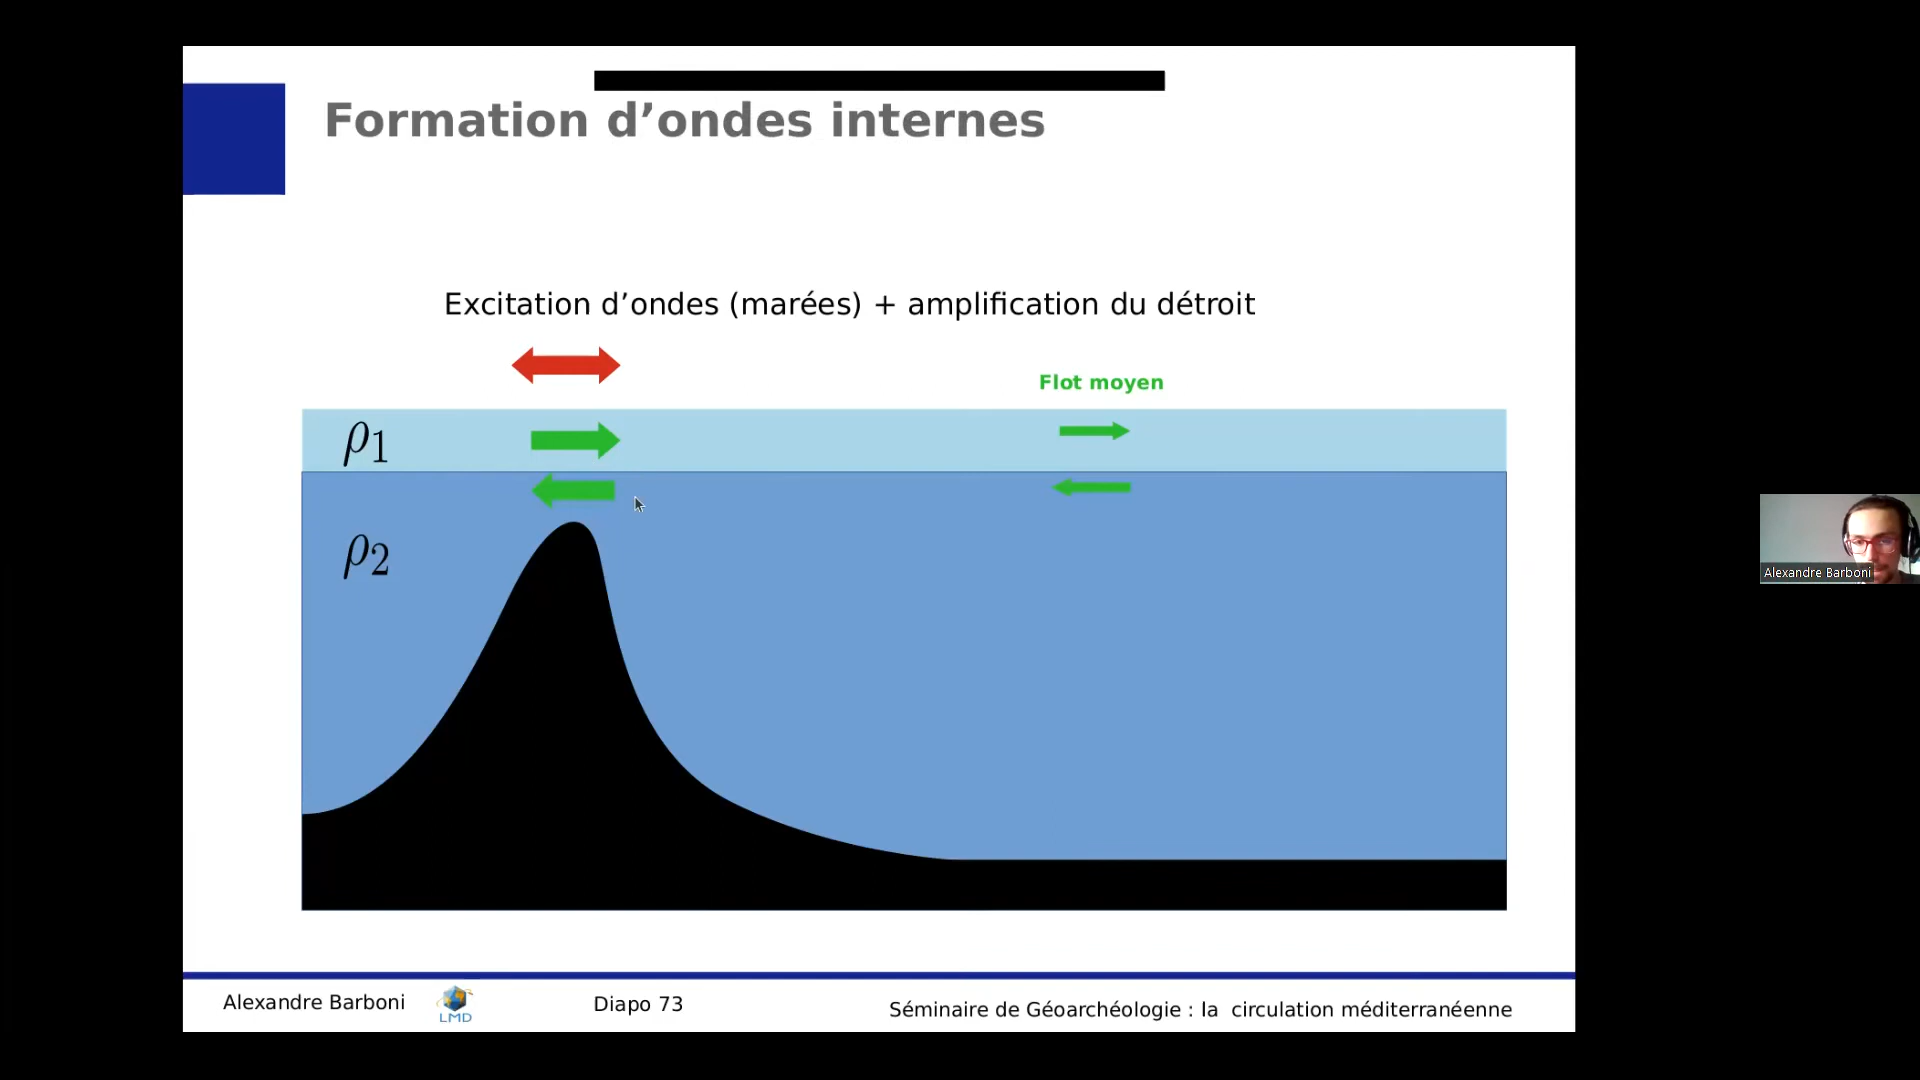 Formation d’ondes internes
Excitation d’ondes (marées) + amplification du détroit
Flot moyen
ρ1
ρ2
Alexandre Barboni
Alexandre Barboni
LMD
Diapo 73
Séminaire de Géoarchéologie : la circulation méditerranéenne